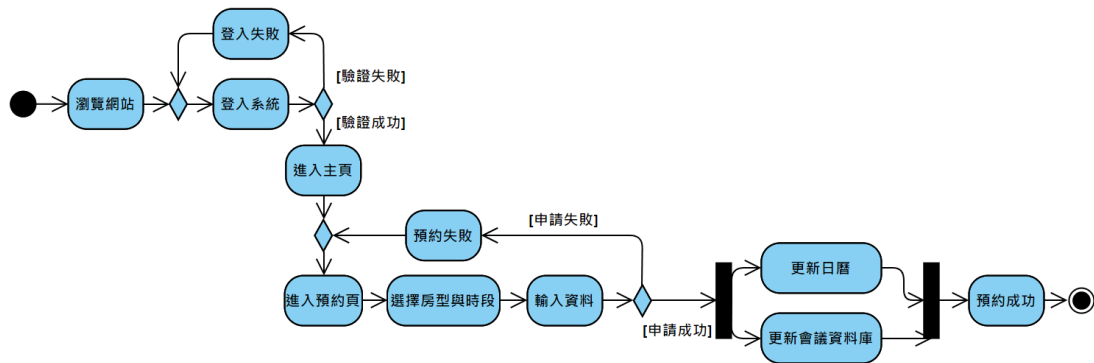 登入失敗
[驗證失敗]
瀏覽網站
登入系統
[驗證成功]
進入主頁
[申請失敗]
預約失敗
更新日曆
進入預約頁
選擇房型與時段
輸入資料
預約成功
[申請成功]
更新會議資料庫